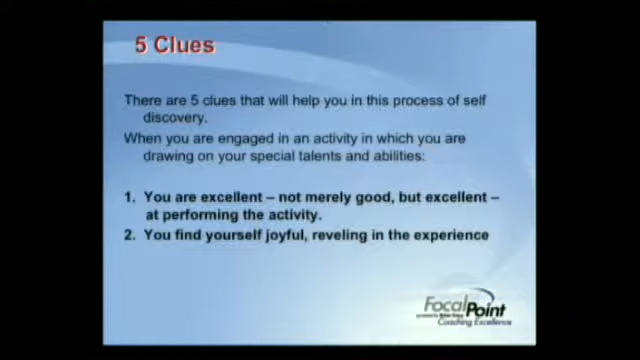 5 Clues
There are 5 clues that will help you in this process of self
discovery.
When you are engaged in an activity in which you are
drawing on your special talents and abilities:
1. You are excellent – not merely good, but excellent –
at performing the activity.
2. You find yourself joyful, reveling in the experience
FocalPoint
Coaching Excellence